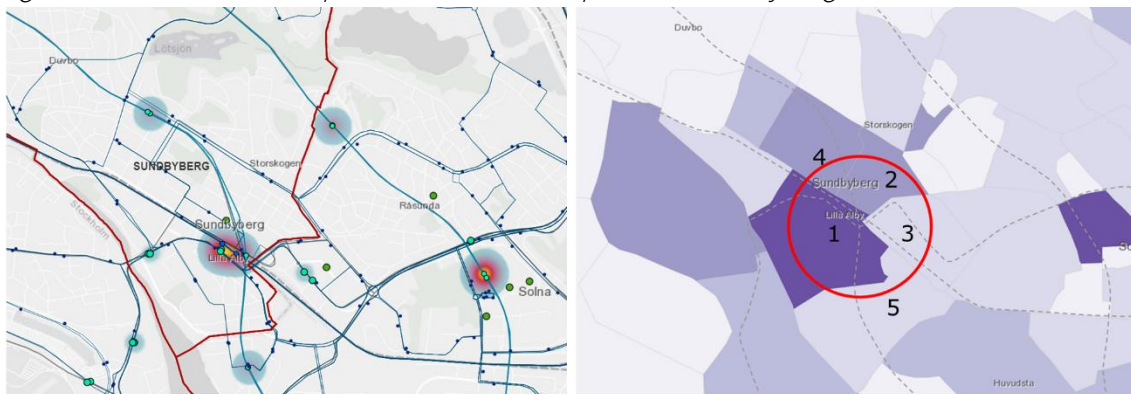 Lötsjön
Duvbo
SUNDBYBERG
Storskogen
Råsunda
Stockholm
Sundbyberg
Lilla Alby
Solna
Duvbo
Storskogen
4
Sundbyberg
2
Lilla Alby
1
3
So
5
Huvudsta